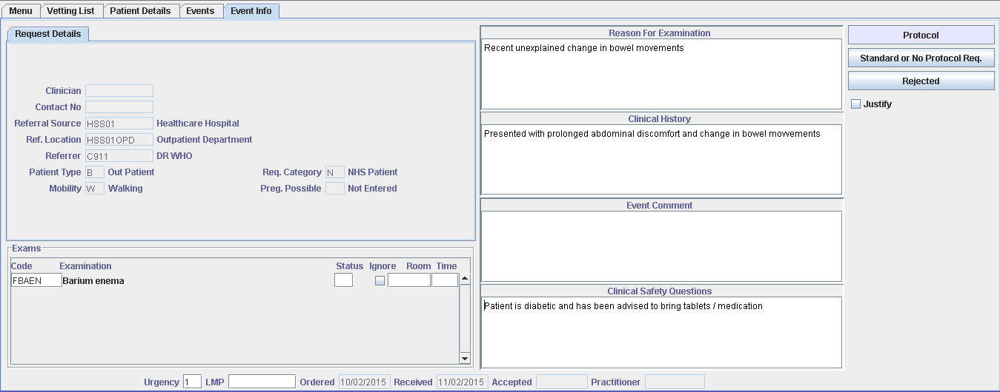 Menu Vetting List Patient Details Events Event Info
Request Details
Clinician
Contact No
Referral Source HSS01 Healthcare Hospital
Ref. Location HSS01OPD Outpatient Department
Referrer C911 DR WHO
Patient Type B Out Patient Req. Category N NHS Patient
Mobility W Walking Preg. Possible Not Entered
Exams
Code Examination Status Ignore Room Time
FBAEN Barium enema
Reason For Examination
Recent unexplained change in bowel movements
Clinical History
Presented with prolonged abdominal discomfort and change in bowel movvements
Event Comment
Clinical Safety Questions
Patient is diabetic and has been advised to bring tablets / medication
Protocol
Standard or No Protocol Req.
Rejected
Justify
Urgency 1 LMP Ordered 10/02/2015 Received 11/02/2015 Accepted Practitioner